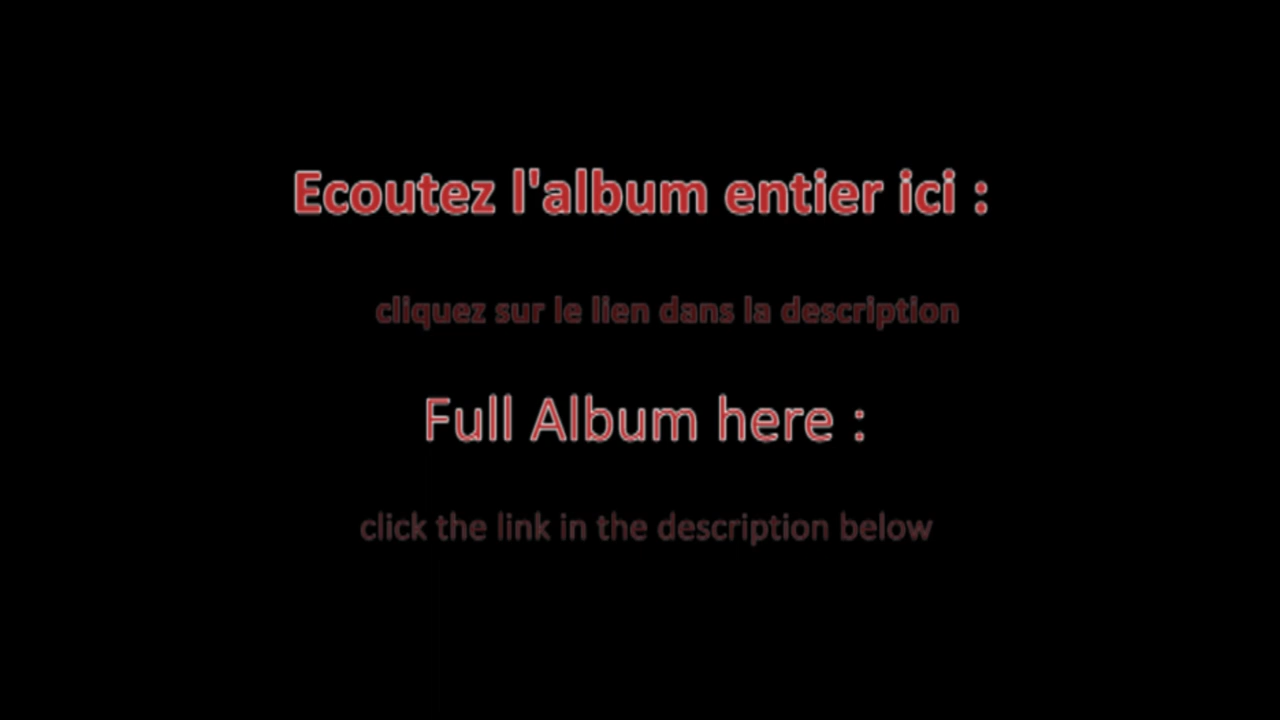 Ecoutez l'album entier ici :
cliquez sur le lien dans la description
Full Album here :
click the link in the description below